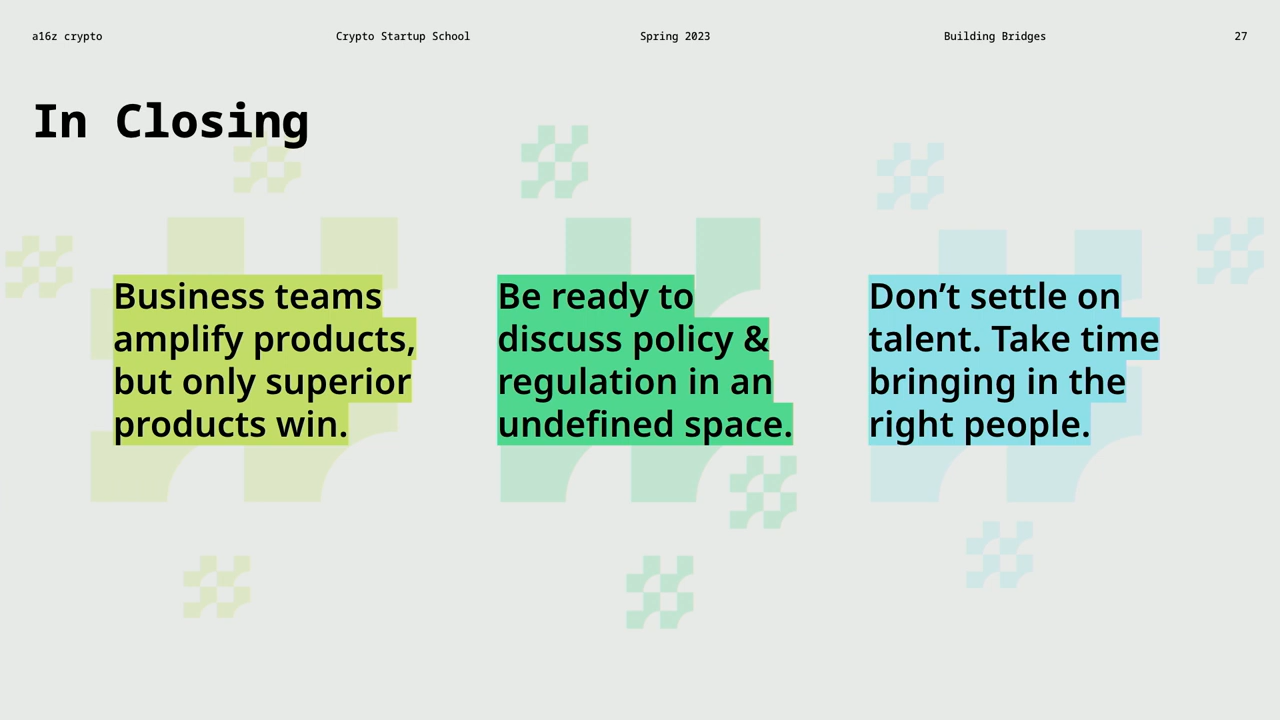 a16z crypto
Crypto Startup School
Spring 2023
Building Bridges
27
In Closing
Business teams
amplify products,
but only superior
products win.
Be ready to
discuss policy &
regulation in an
undefined space.
Don’t settle on
talent. Take time
bringing in the
right people.